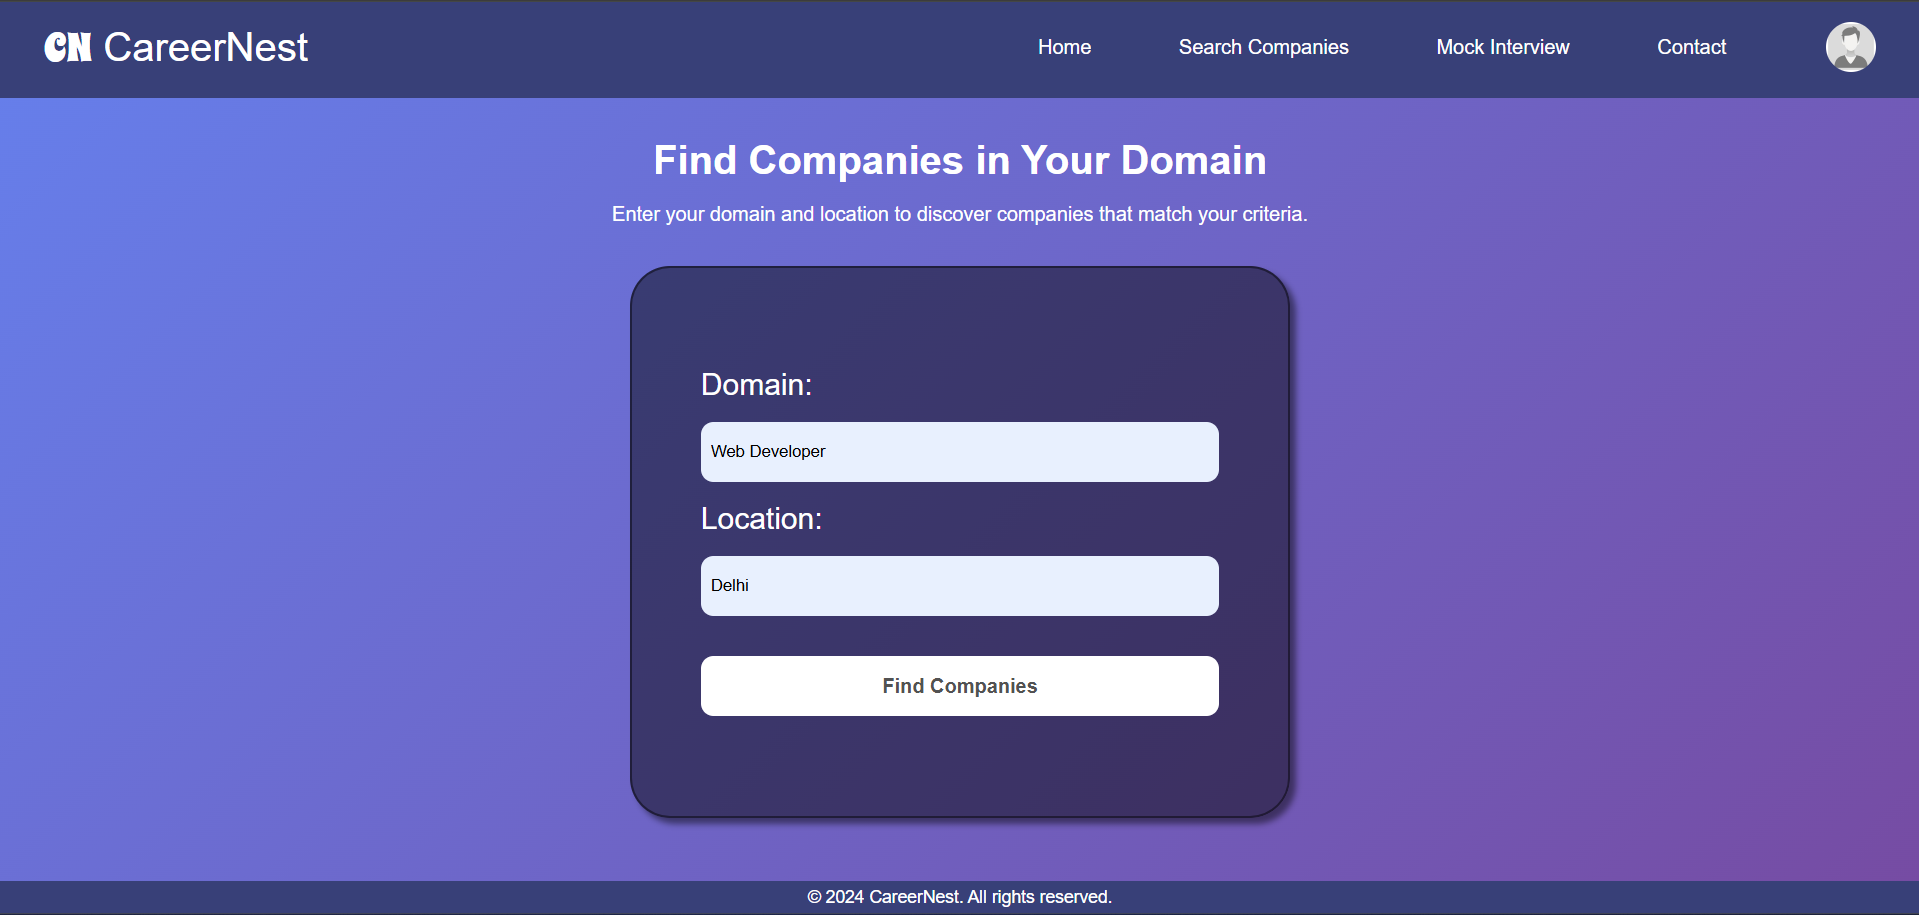 CN CareerNest
Home
Search Companies
Mock Interview
Contact
Find Companies in Your Domain
Enter your domain and location to discover companies that match your criteria.
Domain:
Web Developer
Location:
Delhi
Find Companies
© 2024 CareerNest. All rights reserved.